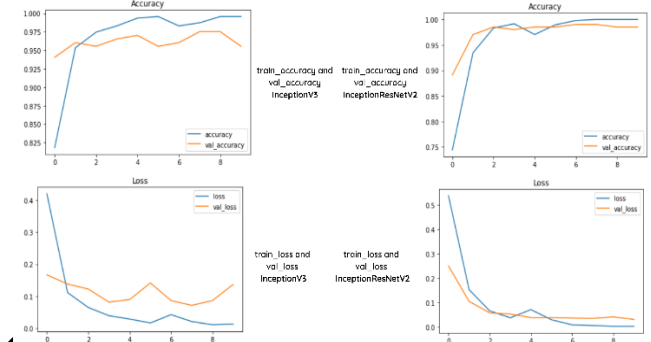 Accuracy
1.000
0.975
0.950
0.925
0.900
0.875
0.850
0.825
0 2 4 6 8
accuracy
val_accuracy
train_accuracy and
val_accuracy
InceptionV3
train_accuracy and
val_accuracy
InceptionResNetV2
Accuracy
1.00
0.95
0.90
0.85
0.80
0.75
0 2 4 6 8
accuracy
val_accuracy
Loss
0.4
0.3
0.2
0.1
0.0
0 2 4 6 8
loss
val_loss
train_loss and
val_loss
InceptionV3
train_loss and
val_loss
InceptionResNetV2
Loss
0.5
0.4
0.3
0.2
0.1
0.0
0 2 4 6 8
loss
val_loss